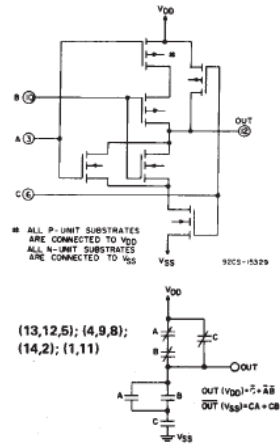 VDD
*
B 10
OUT
12
A 3
C 6
* ALL P-UNIT SUBSTRATES
ARE CONNECTED TO VDD
ALL N-UNIT SUBSTRATES
ARE CONNECTED TO VSS
VSS
92CS-15329
VDD
(13,12,5); (4,9,8);
(14,2); (1,11)
A
C
B
OUT
A
B
OUT (VDD)=C̅+A̅B̅
OUT̅ (VSS)=CA+CB
C
VSS